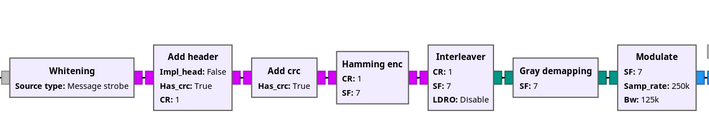 Whitening
Source type: Message strobe
Add header
Impl_head: False
Has_crc: True
CR: 1
Add crc
Has_crc: True
Hamming enc
CR: 1
SF: 7
Interleaver
CR: 1
SF: 7
LDRO: Disable
Gray demapping
SF: 7
Modulate
SF: 7
Samp_rate: 250k
Bw: 125k